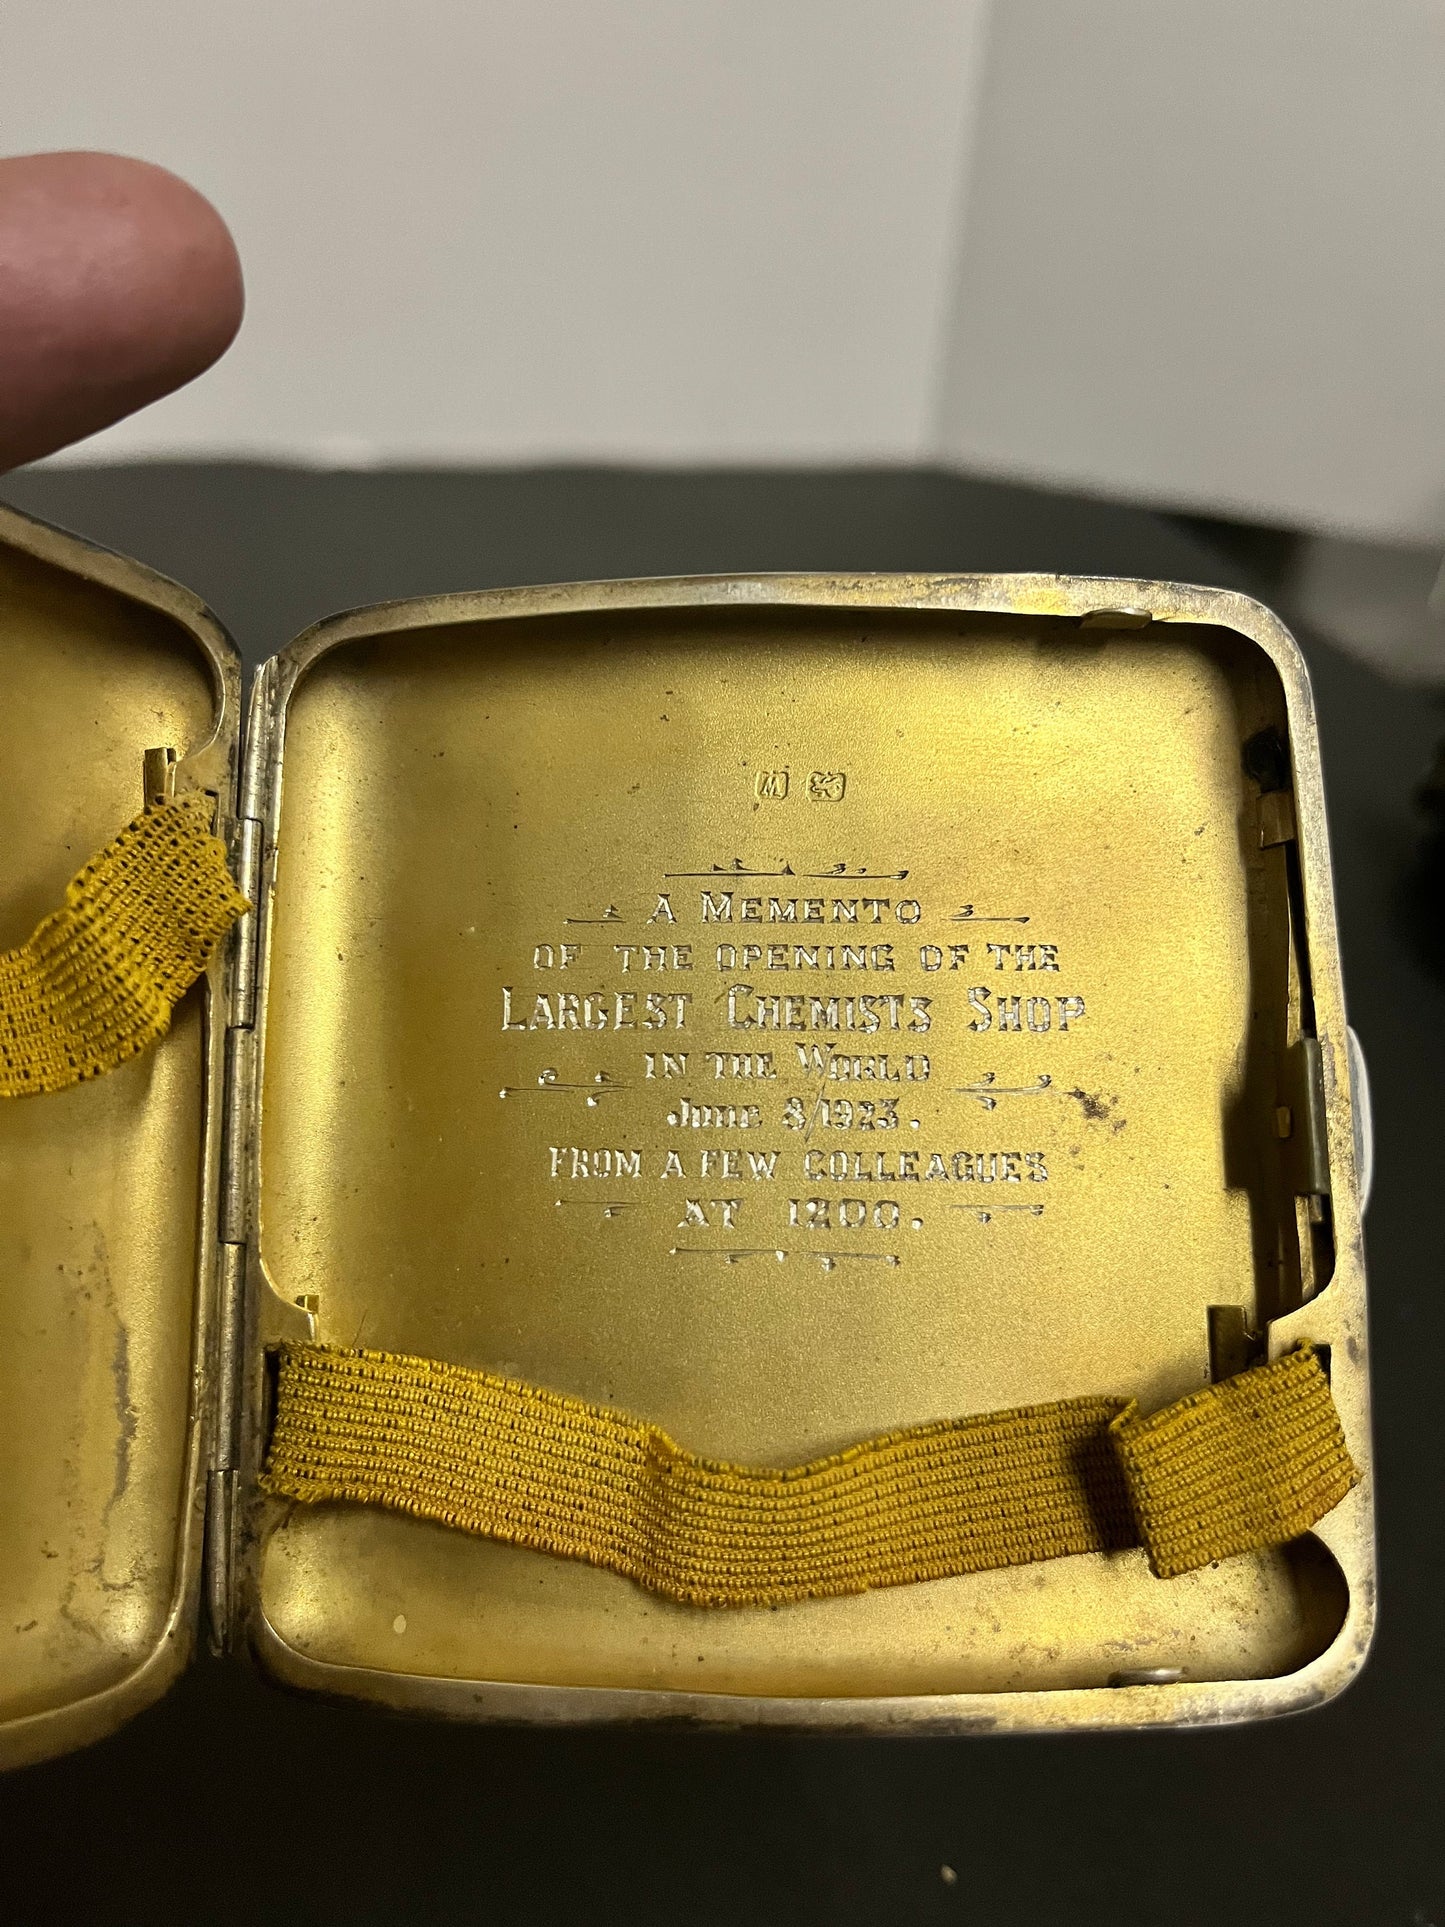 W
A MEMENTO
OF THE OPENING OF THE
LARGEST CHEMISTS SHOP
IN THE WORLD
June 8/1923.
FROM A FEW COLLEAGUES
AT 1200.